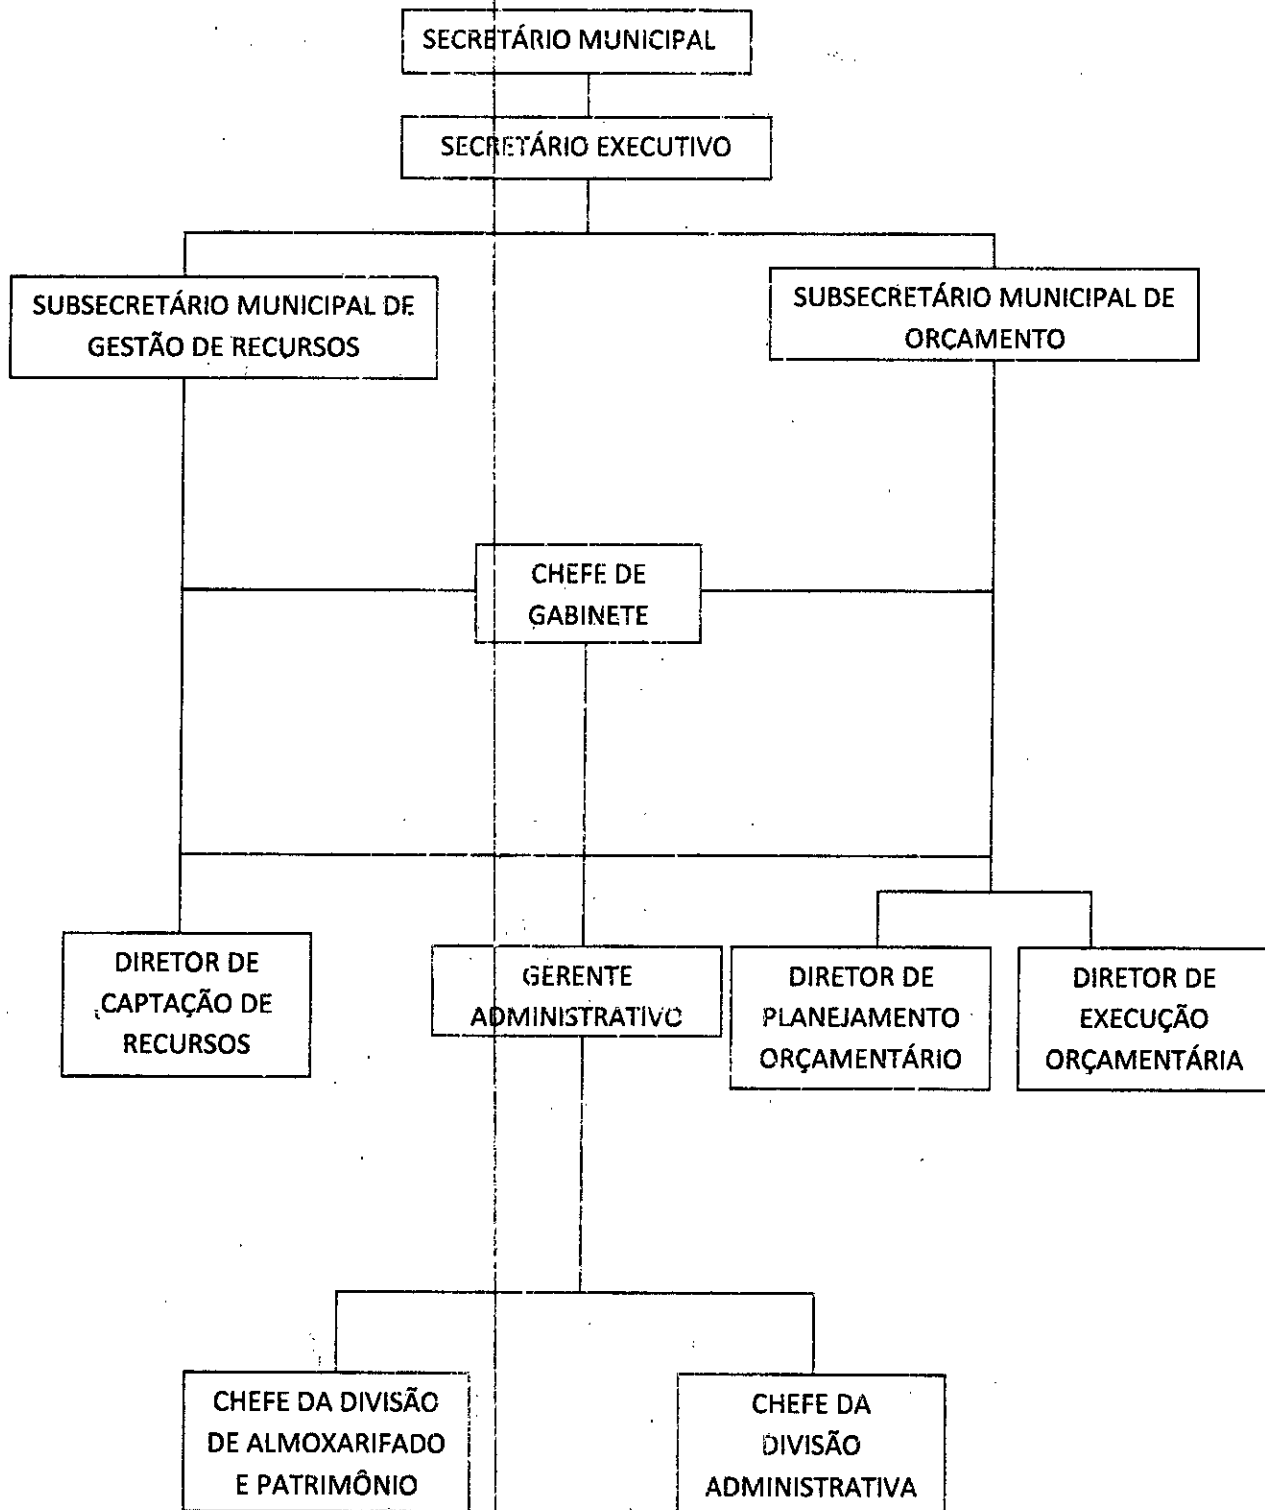 SECRETÁRIO MUNICIPAL
SECRETÁRIO EXECUTIVO
SUBSECRETÁRIO MUNICIPAL DE
GESTÃO DE RECURSOS
SUBSECRETÁRIO MUNICIPAL DE
ORÇAMENTO
CHEFE DE
GABINETE
DIRETOR DE
CAPTAÇÃO DE
RECURSOS
GERENTE
ADMINISTRATIVO
DIRETOR DE
PLANEJAMENTO
ORÇAMENTÁRIO
DIRETOR DE
EXECUÇÃO
ORÇAMENTÁRIA
CHEFE DA DIVISÃO
DE ALMOXARIFADO
E PATRIMÔNIO
CHEFE DA
DIVISÃO
ADMINISTRATIVA